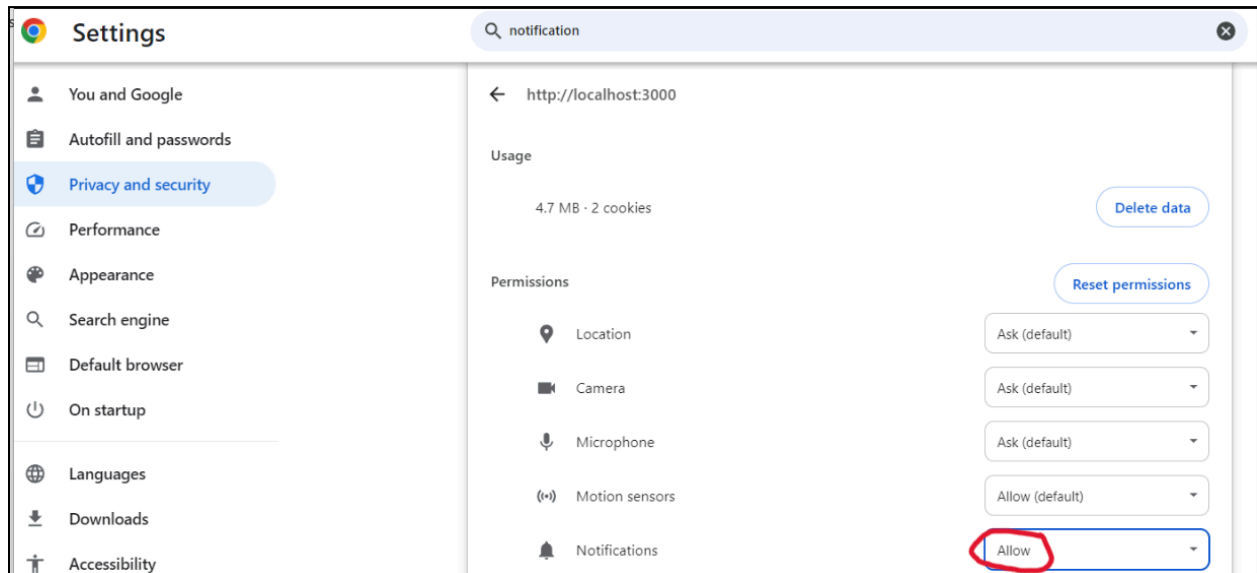 Settings
notification
You and Google
Autofill and passwords
Privacy and security
Performance
Appearance
Search engine
Default browser
On startup
Languages
Downloads
Accessibility
http://localhost:3000
Usage
4.7 MB · 2 cookies
Delete data
Permissions
Reset permissions
Location
Ask (default)
Camera
Ask (default)
Microphone
Ask (default)
Motion sensors
Allow (default)
Notifications
Allow